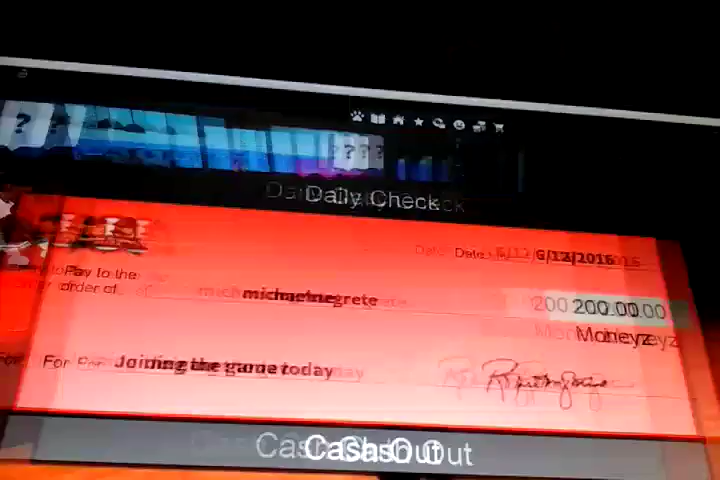 ? ????
Daily Check
Date: 6/12/2016
Pay to the
order of. michaelnegrete 200.00
Moneyz
For Joining the game today
Cash Out